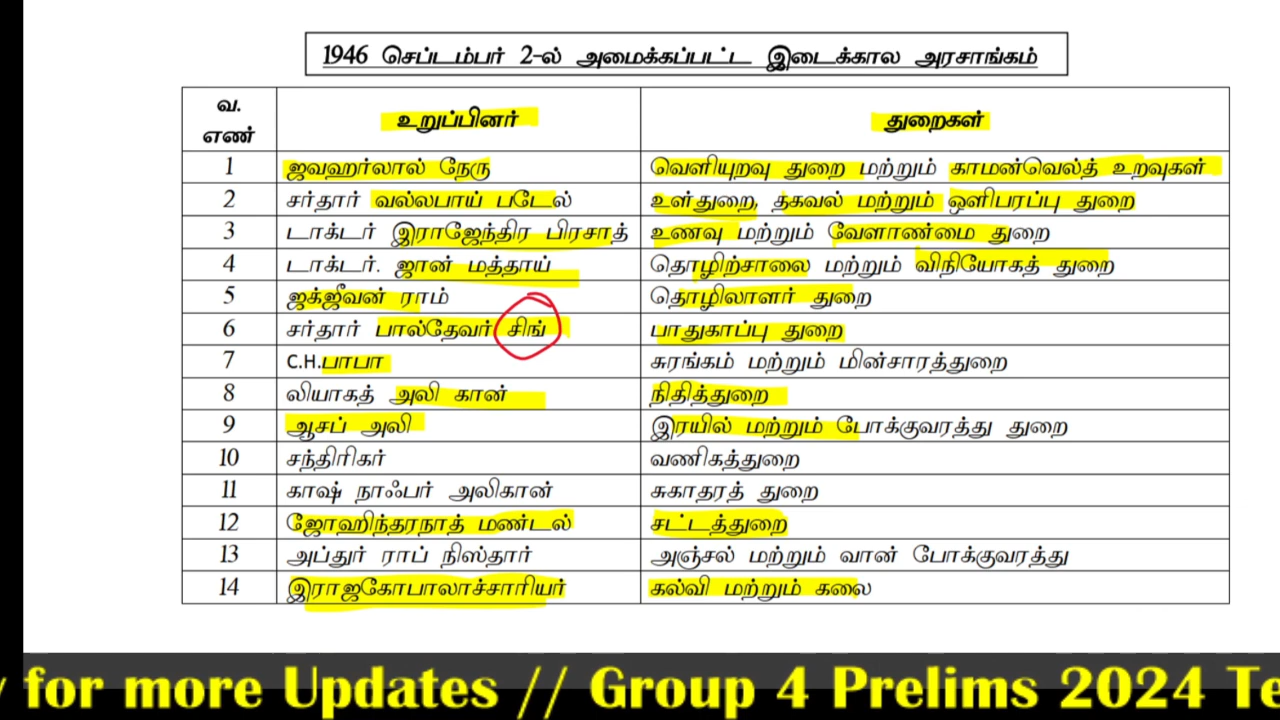 1946 செப்டம்பர் 2-ல் அமைக்கப்பட்ட இடைக்கால அரசாங்கம்
வ. எண் உறுப்பினர் துறைகள்
1 ஜவஹர்லால் நேரு வெளியுறவு துறை மற்றும் காமன்வெல்த் உறவுகள்
2 சர்தார் வல்லபாய் படேல் உள்துறை, தகவல் மற்றும் ஒளிபரப்பு துறை
3 டாக்டர் இராஜேந்திர பிரசாத் உணவு மற்றும் வேளாண்மை துறை
4 டாக்டர். ஜான் மத்தாய் தொழிற்சாலை மற்றும் விநியோகத் துறை
5 ஜக்ஜீவன் ராம் தொழிலாளர் துறை
6 சர்தார் பால்தேவர் சிங் பாதுகாப்பு துறை
7 C.H.பாபா சுரங்கம் மற்றும் மின்சாரத்துறை
8 லியாகத் அலி கான் நிதித்துறை
9 ஆசப் அலி இரயில் மற்றும் போக்குவரத்து துறை
10 சந்திரிகர் வணிகத்துறை
11 காஷ் நாஃபர் அலிகான் சுகாதரத் துறை
12 ஜோஹிந்தரநாத் மண்டல் சட்டத்துறை
13 அப்துர் ராப் நிஸ்தார் அஞ்சல் மற்றும் வான் போக்குவரத்து
14 இராஜகோபாலாச்சாரியர் கல்வி மற்றும் கலை
for more Updates // Group 4 Prelims 2024 Te